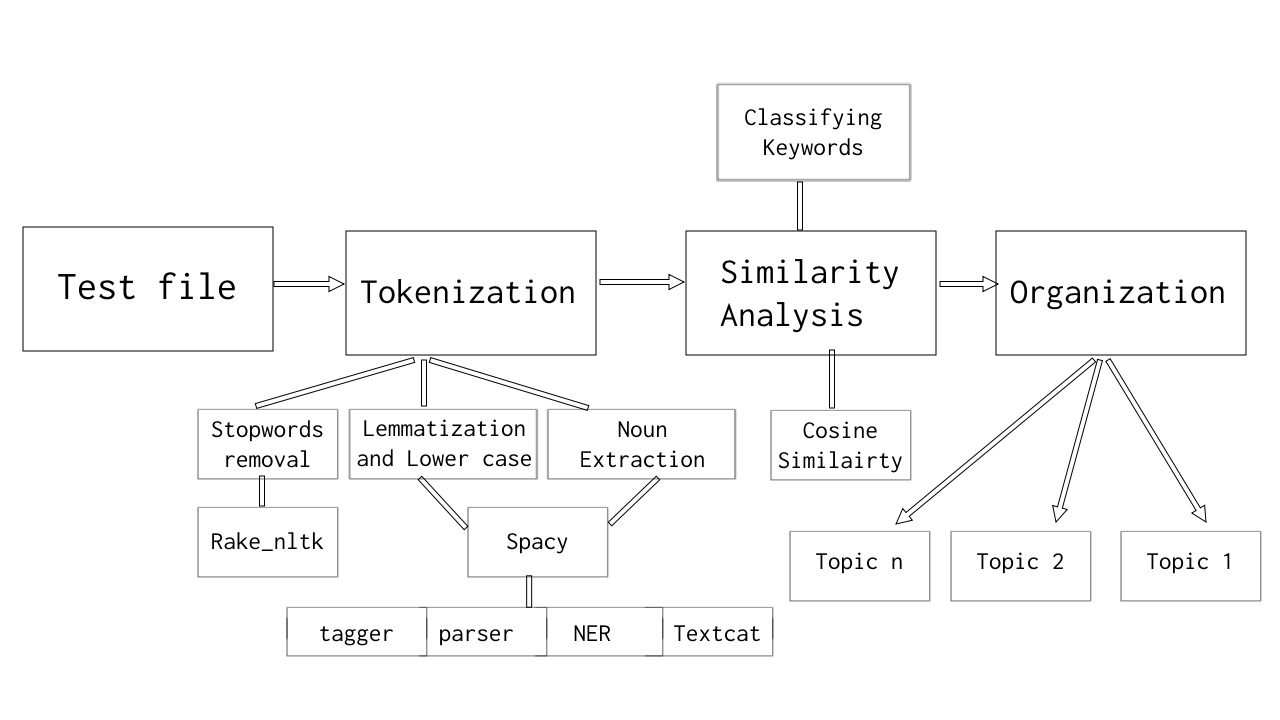 Classifying
Keywords
Test file
Tokenization
Similarity
Analysis
Organization
Stopwords
removal
Lemmatization
and Lower case
Noun
Extraction
Cosine
Similairty
Rake_nltk
Spacy
Topic n
Topic 2
Topic 1
tagger
parser
NER
Textcat